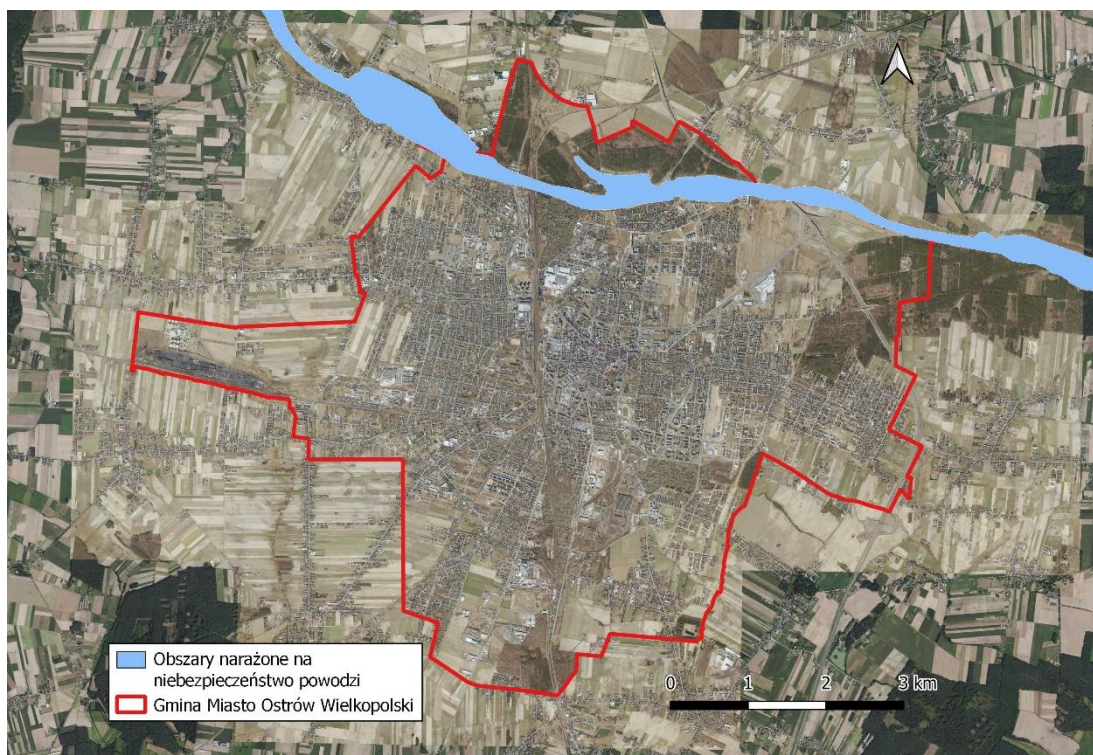 Obszary narażone na
niebezpieczeństwo powodzi
Gmina Miasto Ostrów Wielkopolski
0 1 2 3 km